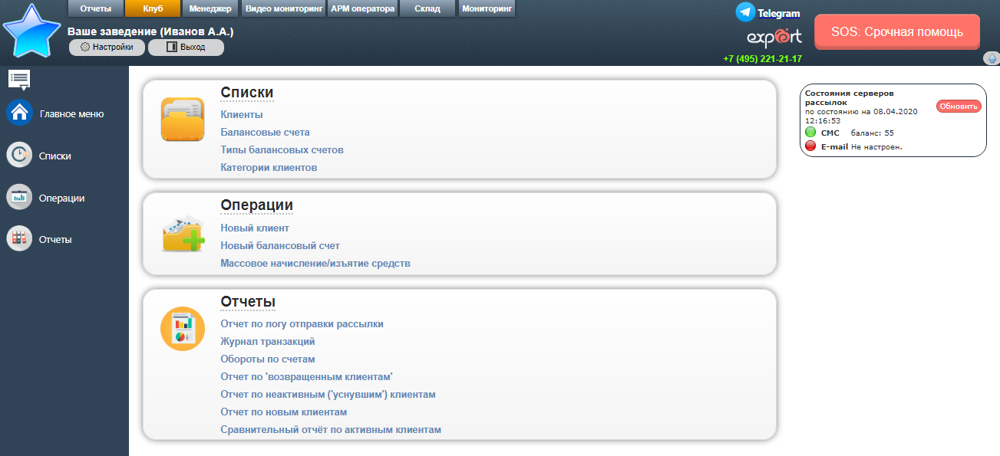 Отчеты
Клуб
Менеджер
Видео мониторинг
АРМ оператора
Склад
Мониторинг
Ваше заведение (Иванов А.А.)
Настройки
Выход
Telegram
expert
+7 (495) 221-21-17
SOS: Срочная помощь
Главное меню
Списки
Операции
Отчеты
Списки
Клиенты
Балансовые счета
Типы балансовых счетов
Категории клиентов
Операции
Новый клиент
Новый балансовый счет
Массовое начисление/изъятие средств
Отчеты
Отчет по логу отправки рассылки
Журнал транзакций
Обороты по счетам
Отчет по 'возвращенным клиентам'
Отчет по неактивным ('уснувшим') клиентам
Отчет по новым клиентам
Сравнительный отчёт по активным клиентам
Состояния серверов
рассылок
по состоянию на 08.04.2020
12:16:53
Обновить
СМС баланс: 55
E-mail Не настроен.